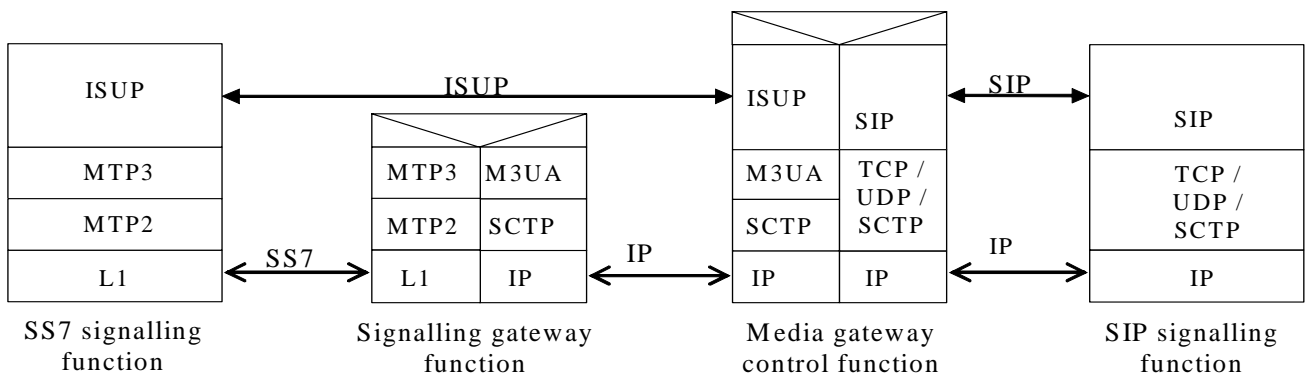 ISUP
MTP3
MTP2
L1
SS7 signalling
function
ISUP
SS7
MTP3
M3UA
MTP2
SCTP
L1
IP
Signalling gateway
function
IP
ISUP
SIP
M3UA
SCTP
TCP /
UDP /
SCTP
IP
IP
Media gateway
control function
SIP
IP
SIP
TCP /
UDP /
SCTP
IP
SIP signalling
function